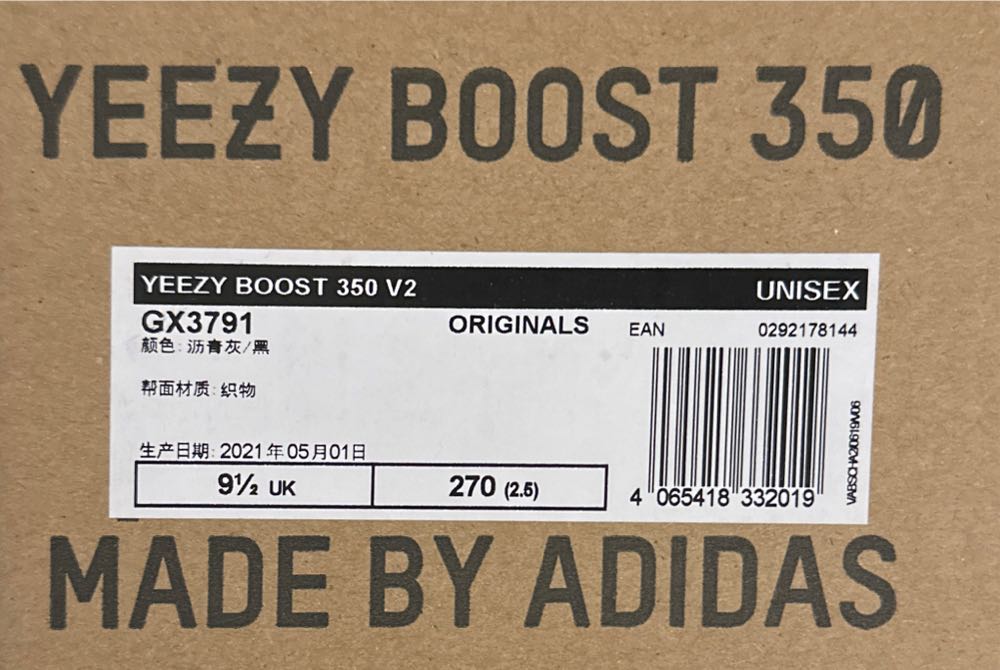 YEEZY BOOST 350
YEEZY BOOST 350 V2 UNISEX
GX3791 ORIGINALS EAN 0292178144
颜色: 沥青灰/黑
帮面材质: 织物
生产日期: 2021年05月01日
9½ UK 270 (2.5)
4 065418 332019
MADE BY ADIDAS